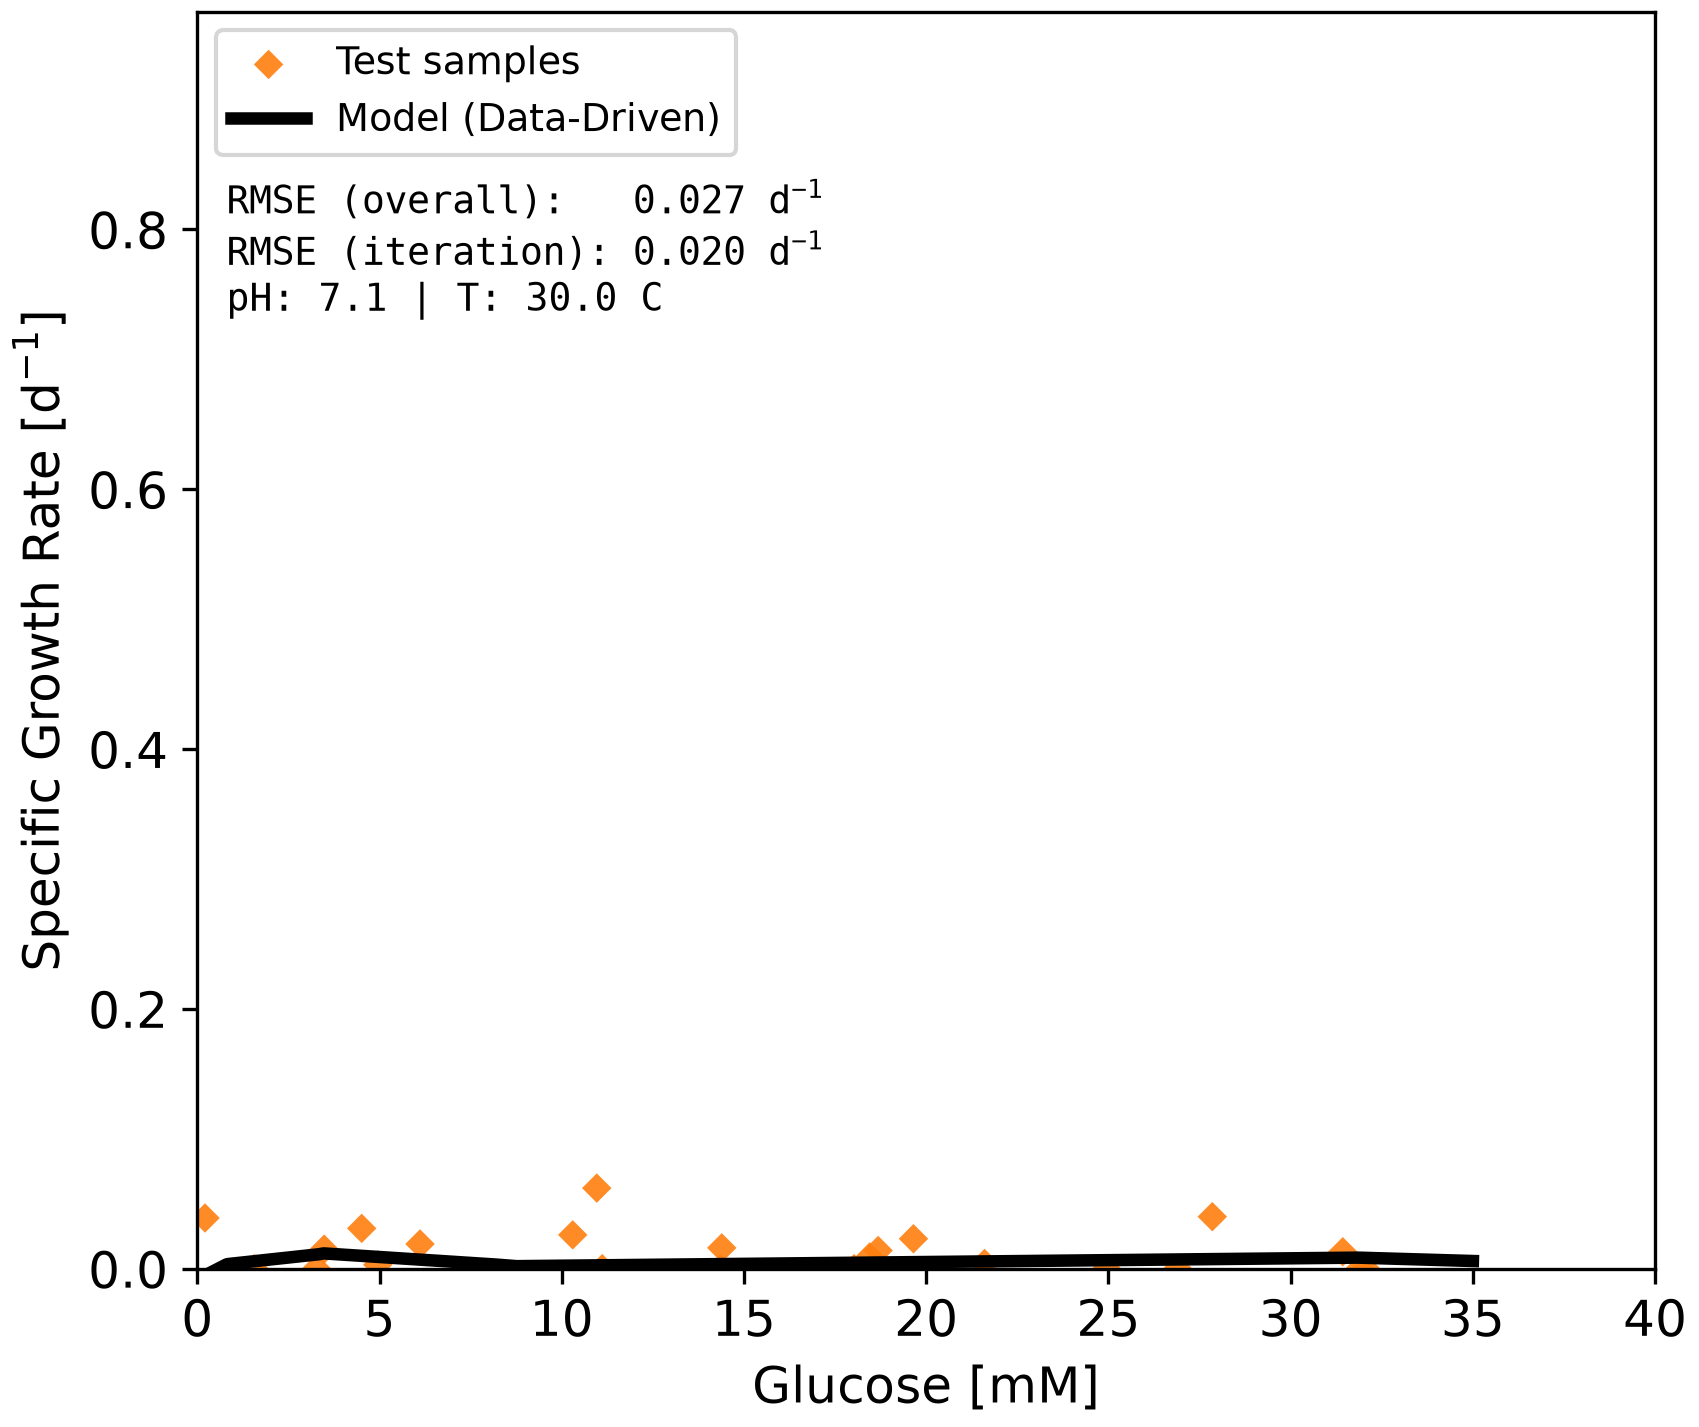 Test samples
Model (Data-Driven)
RMSE (overall):   0.027 d⁻¹
RMSE (iteration): 0.020 d⁻¹
pH: 7.1 | T: 30.0 C
Specific Growth Rate [d⁻¹]
0.8
0.6
0.4
0.2
0.0
0 5 10 15 20 25 30 35 40
Glucose [mM]